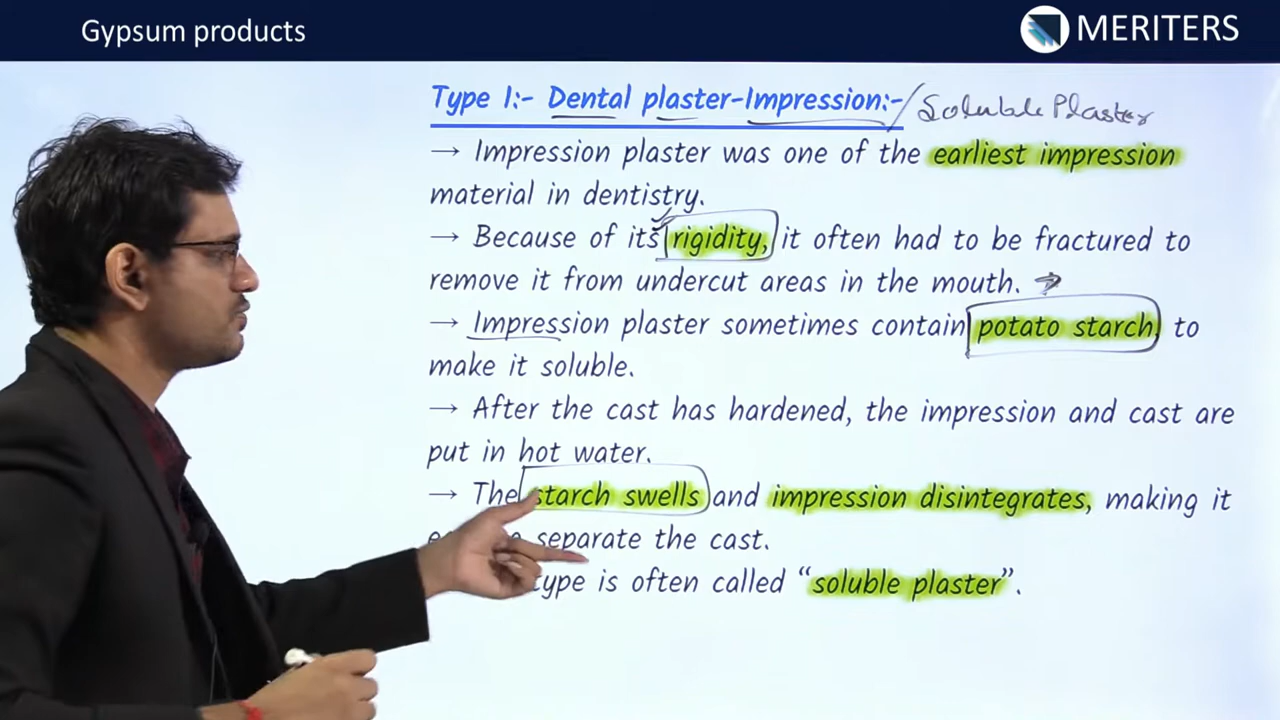 Gypsum products
MERITERS
Type 1:- Dental plaster-Impression:- / Soluble Plaster
→ Impression plaster was one of the earliest impression
material in dentistry.
→ Because of its rigidity, it often had to be fractured to
remove it from undercut areas in the mouth. →
→ Impression plaster sometimes contain potato starch, to
make it soluble.
→ After the cast has hardened, the impression and cast are
put in hot water.
→ The starch swells and impression disintegrates, making it
separate the cast.
type is often called “soluble plaster”.